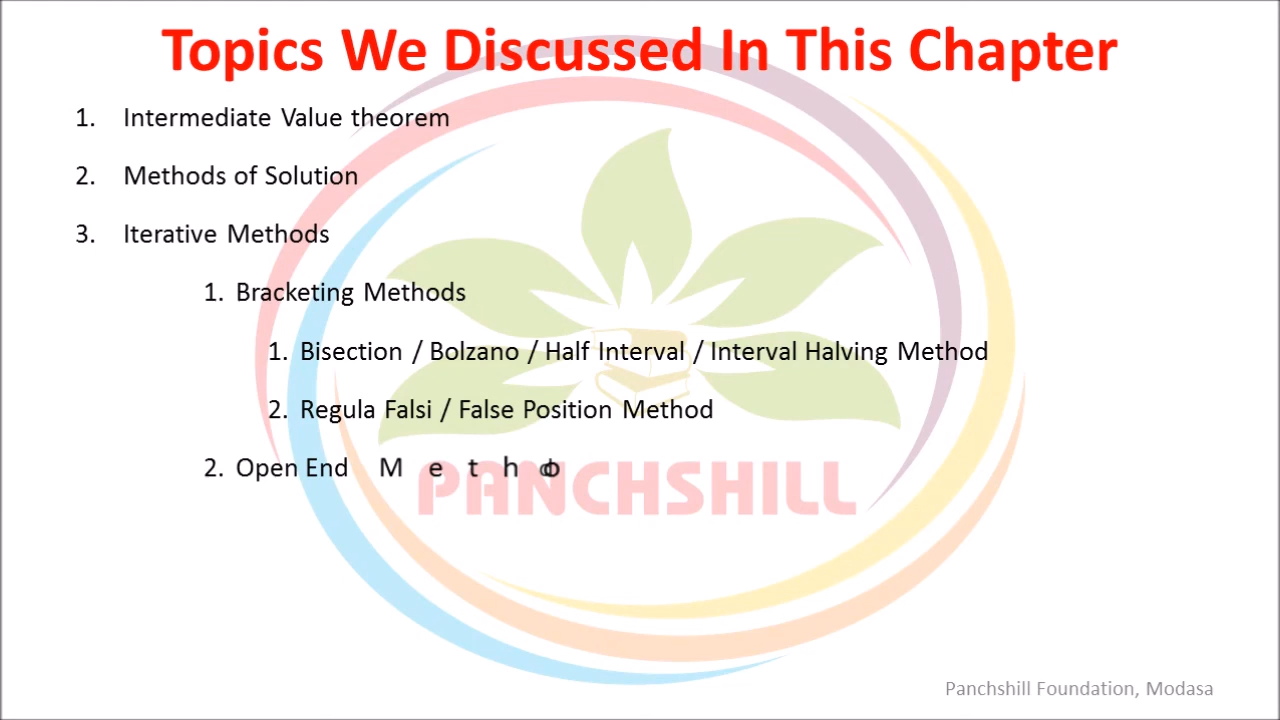 Topics We Discussed In This Chapter
1. Intermediate Value theorem
2. Methods of Solution
3. Iterative Methods
1. Bracketing Methods
1. Bisection / Bolzano / Half Interval / Interval Halving Method
2. Regula Falsi / False Position Method
2. Open End
PANCHSHILL
Panchshill Foundation, Modasa